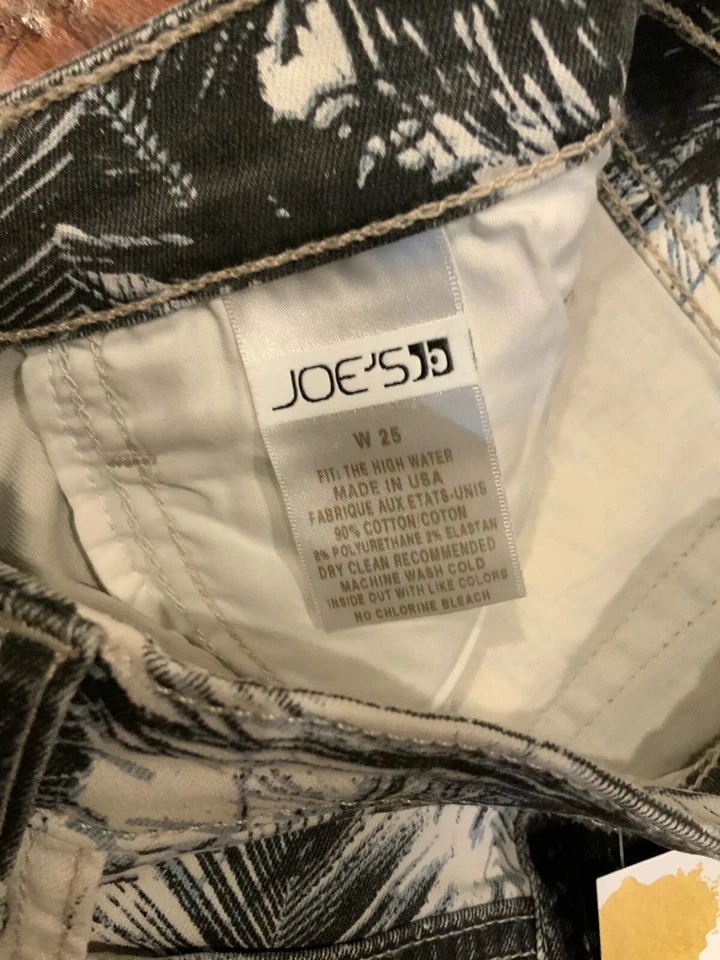 JOE'S
W 25
FIT: THE HIGH WATER
MADE IN USA
FABRIQUE AUX ETATS-UNIS
90% COTTON/COTON
8% POLYURETHANE 2% ELASTAN
DRY CLEAN RECOMMENDED
MACHINE WASH COLD
INSIDE OUT WITH LIKE COLORS
NO CHLORINE BLEACH